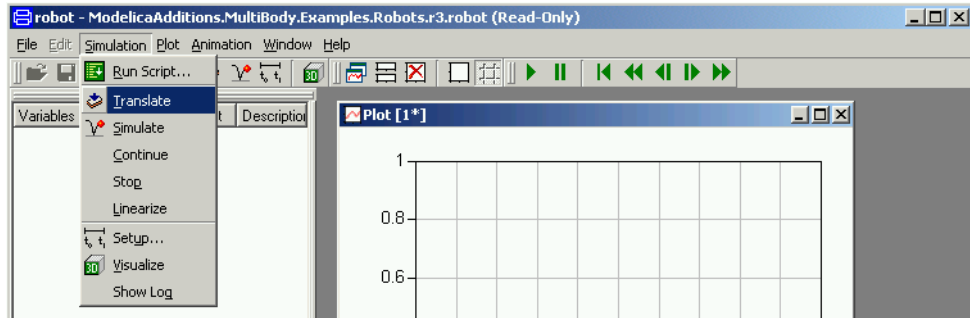 robot - ModelicaAdditions.MultiBody.Examples.Robots.r3.robot (Read-Only)
File Edit Simulation Plot Animation Window Help
Run Script...
Translate
Simulate
Continue
Stop
Linearize
Setup...
Visualize
Show Log
Variables
Description
Plot [1*]
1
0.8
0.6